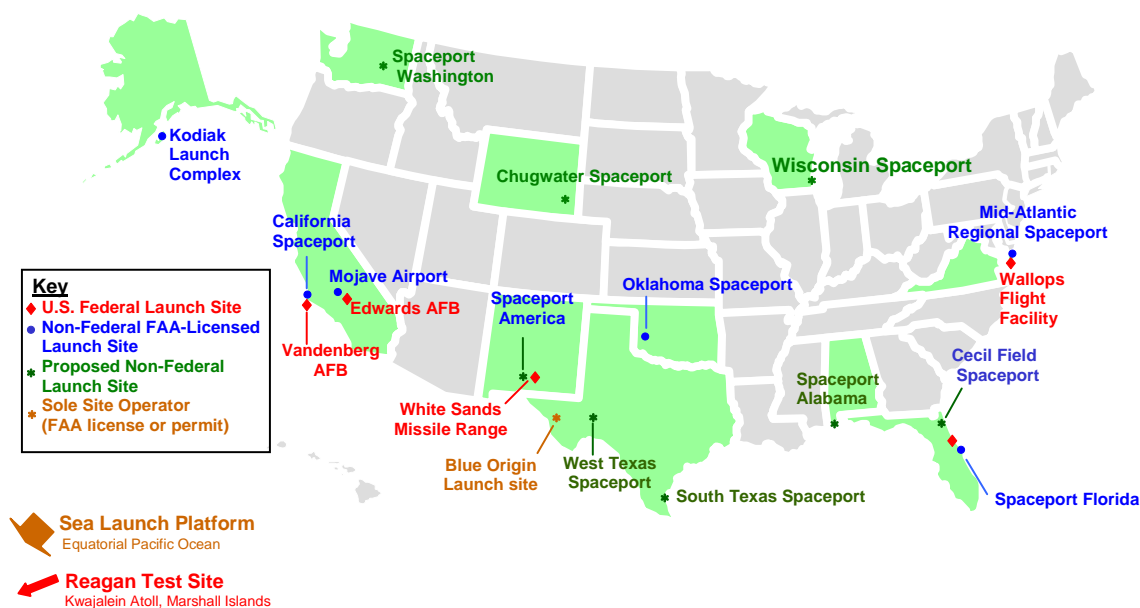 Spaceport
Washington
Kodiak
Launch
Complex
Chugwater Spaceport
Wisconsin Spaceport
California
Spaceport
Mid-Atlantic
Regional Spaceport
Mojave Airport
Edwards AFB
Vandenberg
AFB
Spaceport
America
Oklahoma Spaceport
Wallops
Flight
Facility
Key
U.S. Federal Launch Site
Non-Federal FAA-Licensed
Launch Site
Proposed Non-Federal
Launch Site
Sole Site Operator
(FAA license or permit)
White Sands
Missile Range
Spaceport
Alabama
Cecil Field
Spaceport
Blue Origin
Launch site
West Texas
Spaceport
South Texas Spaceport
Spaceport Florida
Sea Launch Platform
Equatorial Pacific Ocean
Reagan Test Site
Kwajalein Atoll, Marshall Islands